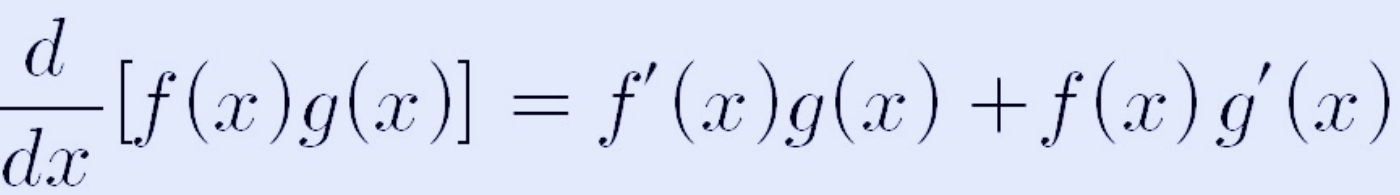 d/dx [f(x)g(x)] = f′(x)g(x) + f(x)g′(x)